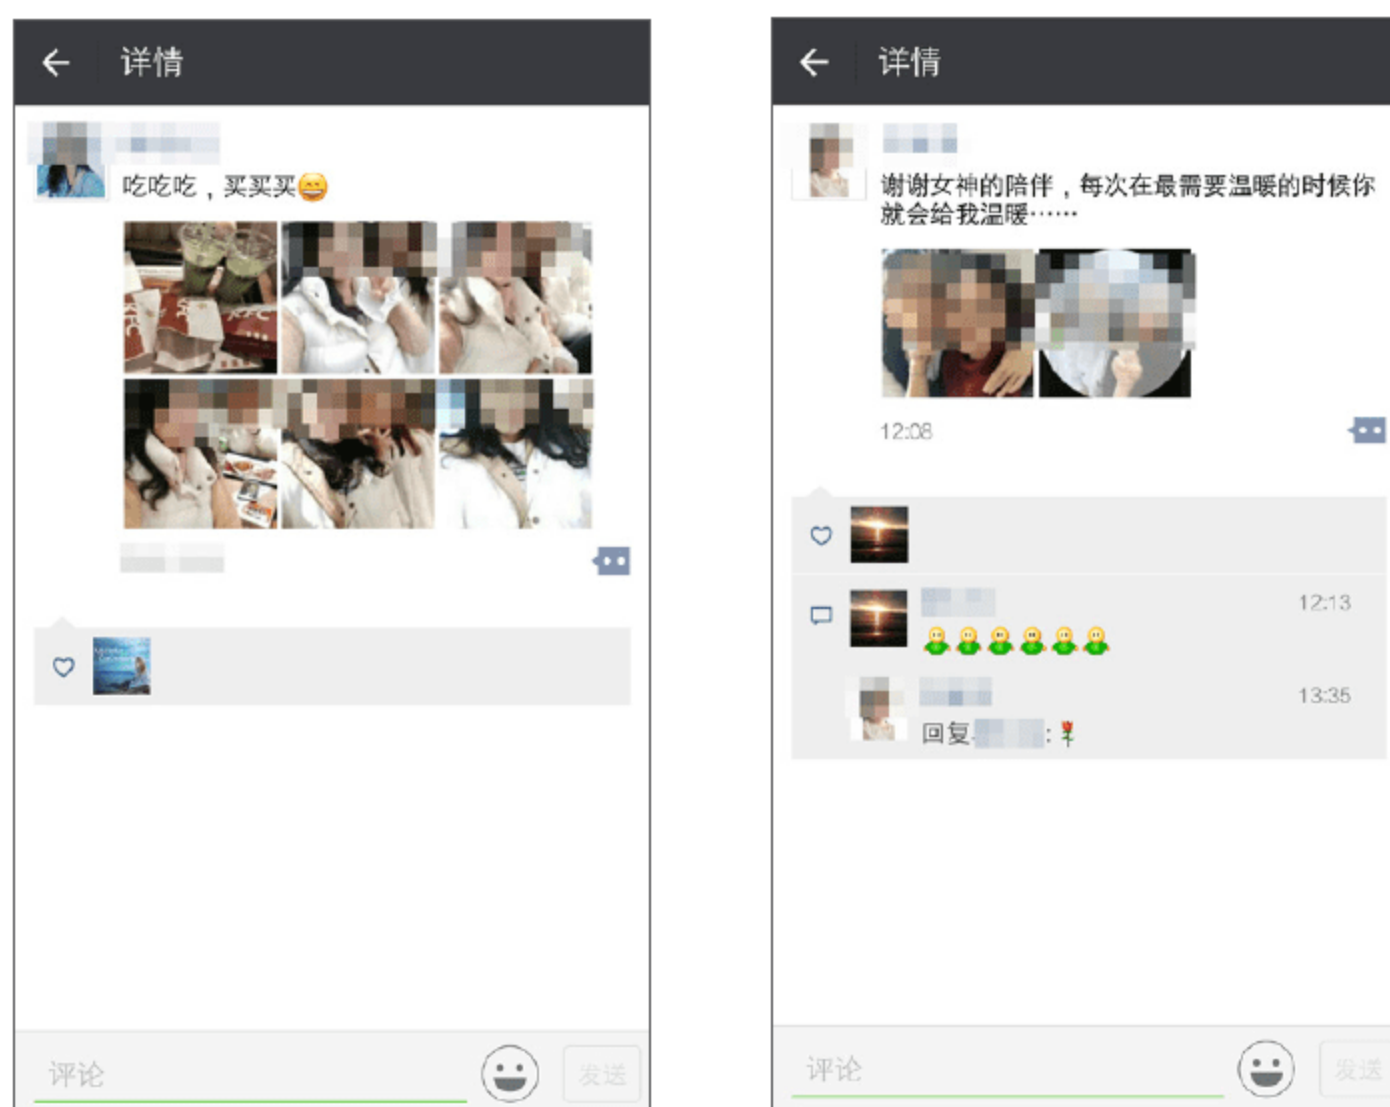 详情
吃吃吃，买买买
KFC
评论
发送
详情
谢谢女神的陪伴，每次在最需要温暖的时候你
就会给我温暖……
12:08
12:13
13:35
回复 :
评论
发送